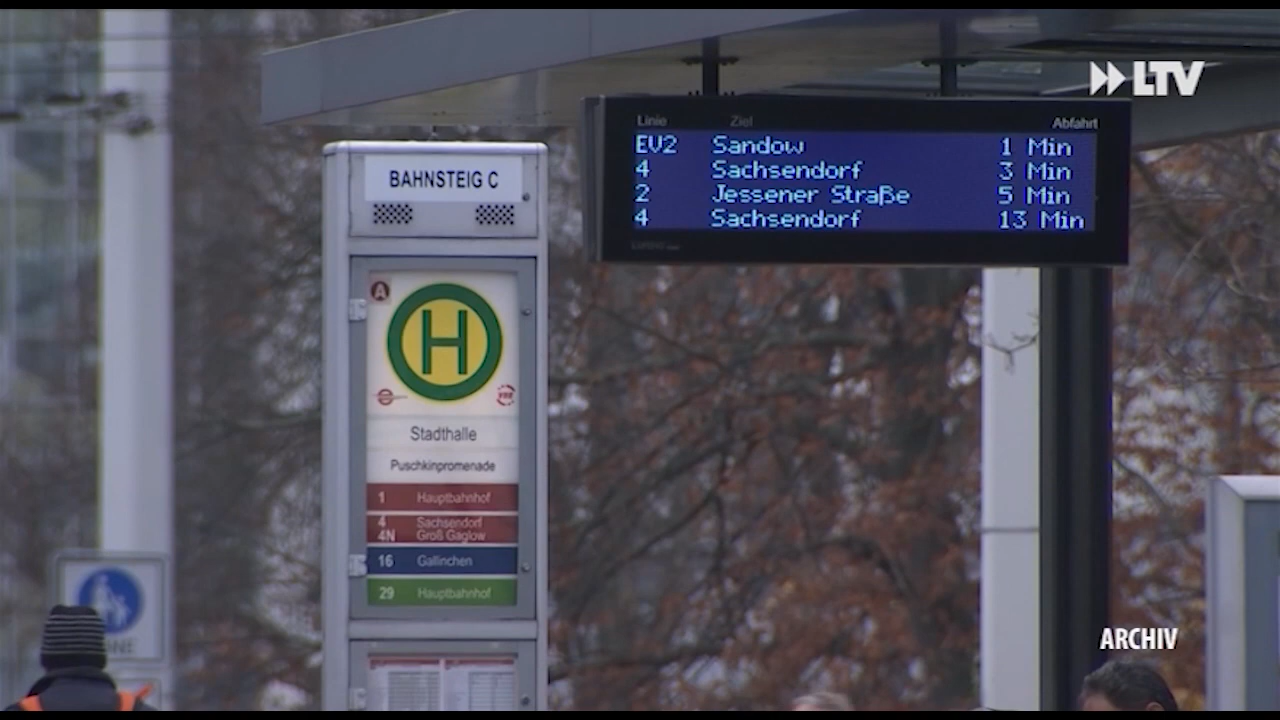 LTV
Linie Ziel Abfahrt
EV2 Sandow 1 Min
4 Sachsendorf 3 Min
2 Jessener Straße 5 Min
4 Sachsendorf 13 Min
BAHNSTEIG C
A
H
Stadthalle
Puschkinpromenade
1 Hauptbahnhof
4 Sachsendorf
4N Groß Gaglow
16 Gallinchen
29 Hauptbahnhof
ARCHIV